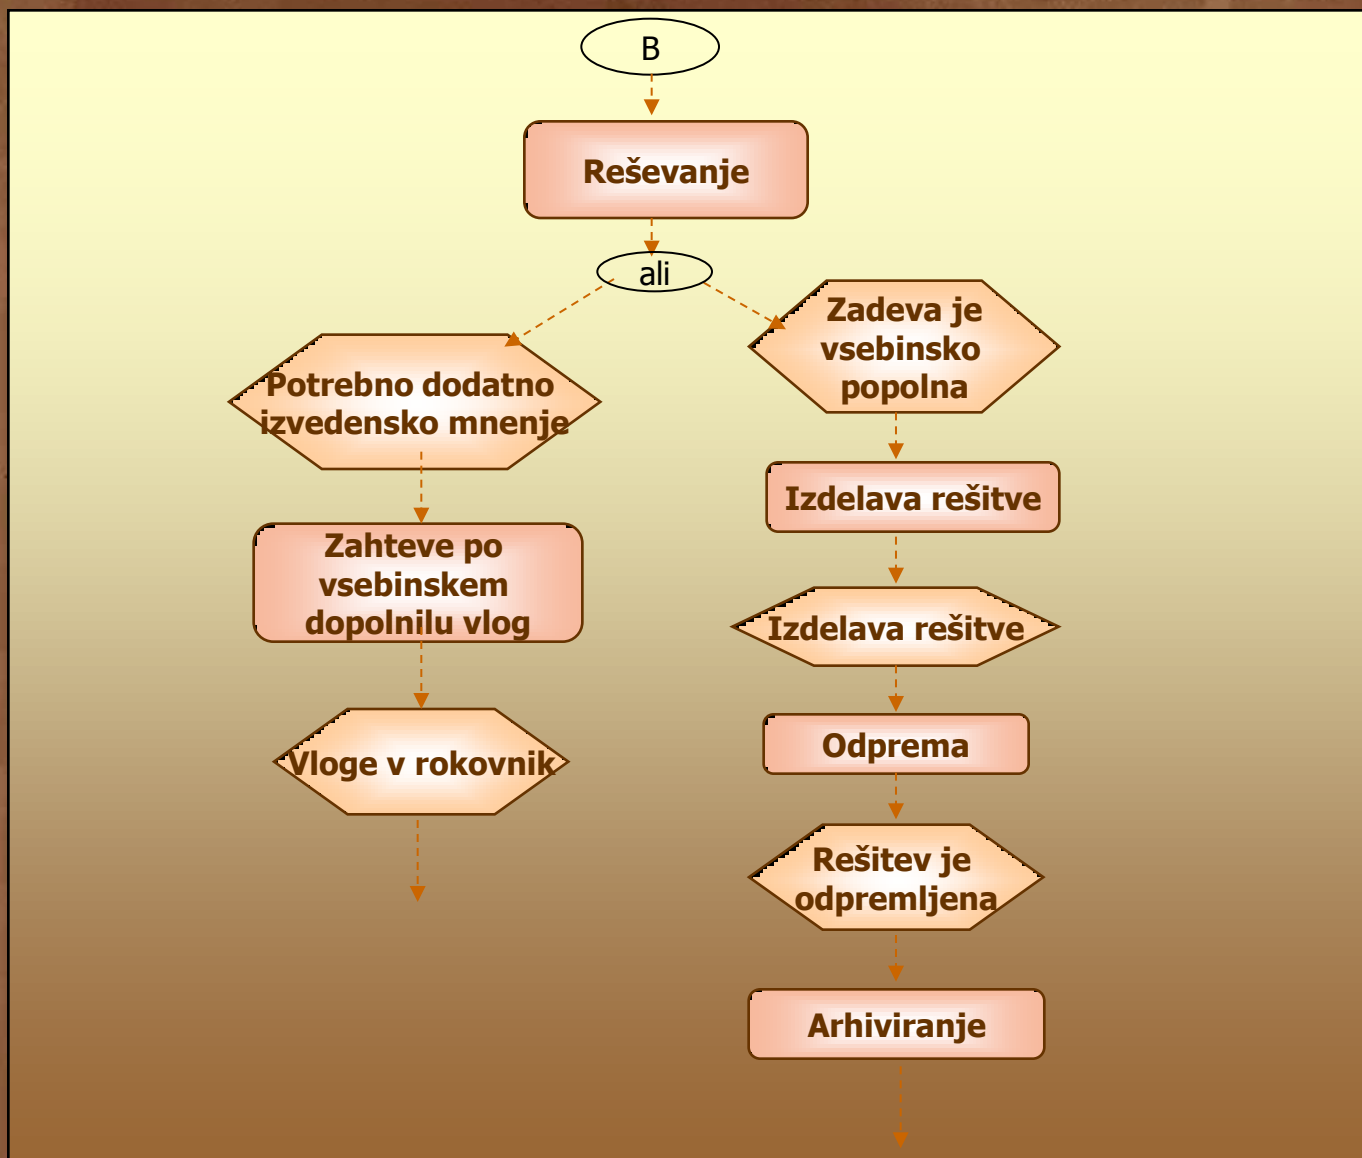 B
Reševanje
ali
Zadeva je
vsebinsko
popolna
Potrebno dodatno
izvedensko mnenje
Izdelava rešitve
Zahteve po
vsebinskem
dopolnilu vlog
Izdelava rešitve
Vloge v rokovnik
Odprema
Rešitev je
odpremljena
Arhiviranje